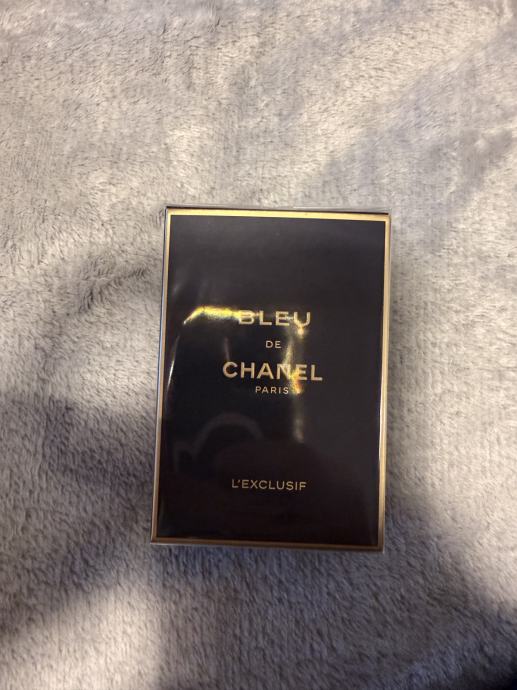 BLEU
DE
CHANEL
PARIS
L'EXCLUSIF